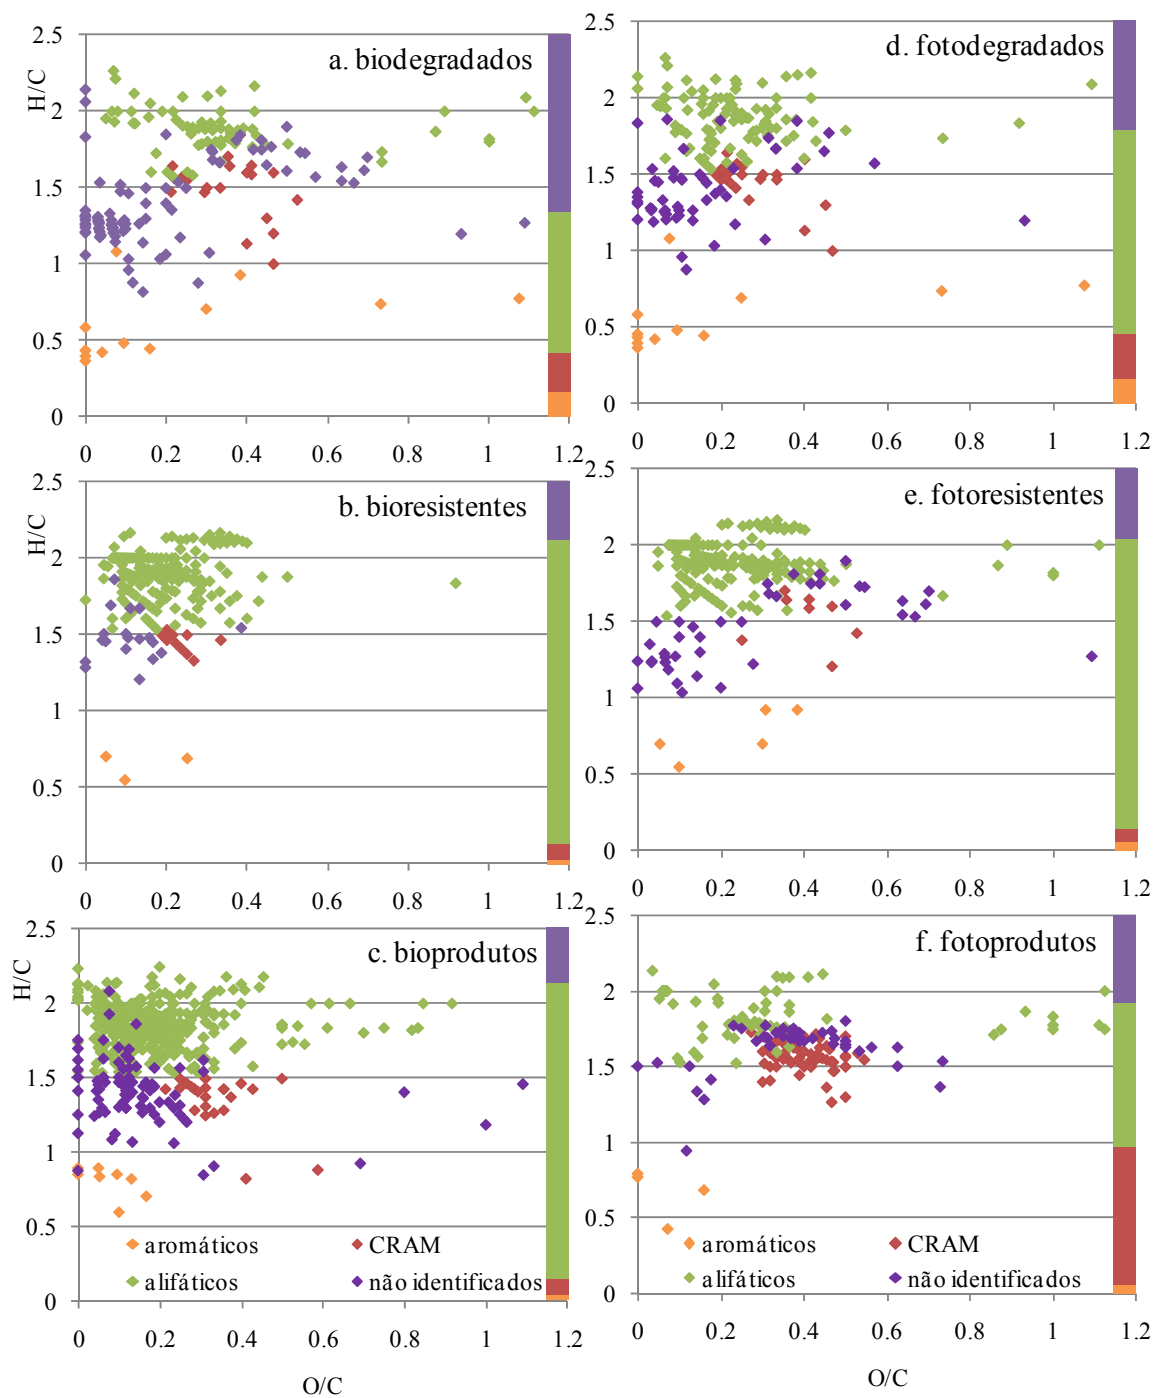 a. biodegradados
H/C
2.5
2
1.5
1
0.5
0
0 0.2 0.4 0.6 0.8 1 1.2
d. fotodegradados
2.5
2
1.5
1
0.5
0
0 0.2 0.4 0.6 0.8 1 1.2
b. bioresistentes
H/C
2.5
2
1.5
1
0.5
0
0 0.2 0.4 0.6 0.8 1 1.2
e. fotoresistentes
2.5
2
1.5
1
0.5
0
0 0.2 0.4 0.6 0.8 1 1.2
c. bioprodutos
H/C
2.5
2
1.5
1
0.5
0
aromáticos CRAM
alifáticos não identificados
0 0.2 0.4 0.6 0.8 1 1.2
O/C
f. fotoprodutos
2.5
2
1.5
1
0.5
0
aromáticos CRAM
alifáticos não identificados
0 0.2 0.4 0.6 0.8 1 1.2
O/C